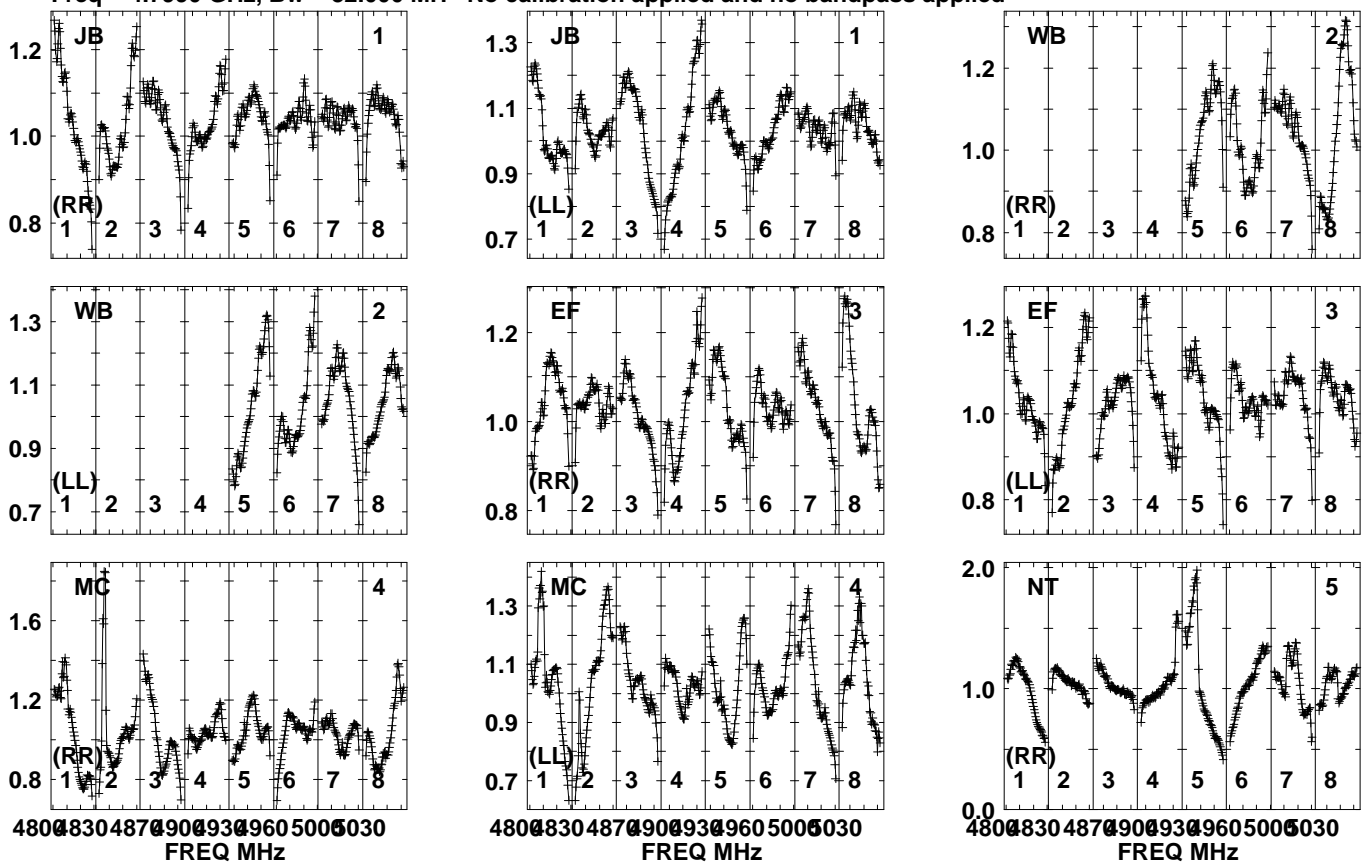 Freq GHz, Bw = 32.000 MH No calibration applied and no bandpass applied
JB 1
1.2
1.0
0.8
(RR)
1 2 3 4 5 6 7 8
JB 1
1.3
1.1
0.9
0.7
(LL)
1 2 3 4 5 6 7 8
WB 2
1.2
1.0
0.8
(RR)
1 2 3 4 5 6 7 8
WB 2
1.3
1.1
0.9
0.7
(LL)
1 2 3 4 5 6 7 8
EF 3
1.2
1.0
0.8
(RR)
1 2 3 4 5 6 7 8
EF 3
1.2
1.0
0.8
(LL)
1 2 3 4 5 6 7 8
MC 4
1.6
1.2
0.8
(RR)
1 2 3 4 5 6 7 8
4800 4830 4870 4900 4930 4960 5000 5030
FREQ MHz
MC 4
1.3
1.1
0.9
0.7
(LL)
1 2 3 4 5 6 7 8
4800 4830 4870 4900 4930 4960 5000 5030
FREQ MHz
NT 5
2.0
1.0
0.0
(RR)
1 2 3 4 5 6 7 8
4800 4830 4870 4900 4930 4960 5000 5030
FREQ MHz